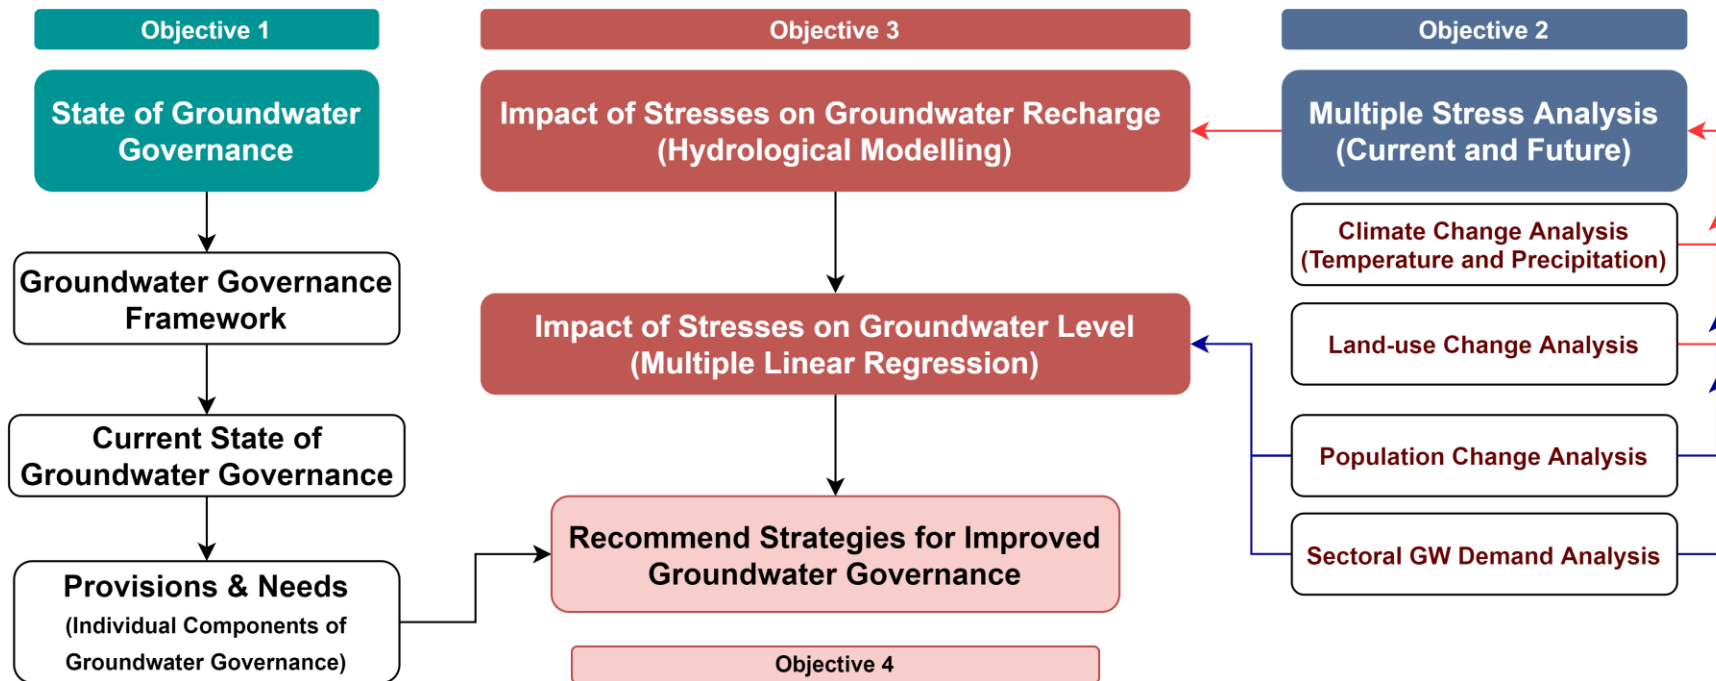 Objective 1
State of Groundwater
Governance
Groundwater Governance
Framework
Current State of
Groundwater Governance
Provisions & Needs
(Individual Components of
Groundwater Governance)
Objective 3
Impact of Stresses on Groundwater Recharge
(Hydrological Modelling)
Impact of Stresses on Groundwater Level
(Multiple Linear Regression)
Recommend Strategies for Improved
Groundwater Governance
Objective 4
Objective 2
Multiple Stress Analysis
(Current and Future)
Climate Change Analysis
(Temperature and Precipitation)
Land-use Change Analysis
Population Change Analysis
Sectoral GW Demand Analysis